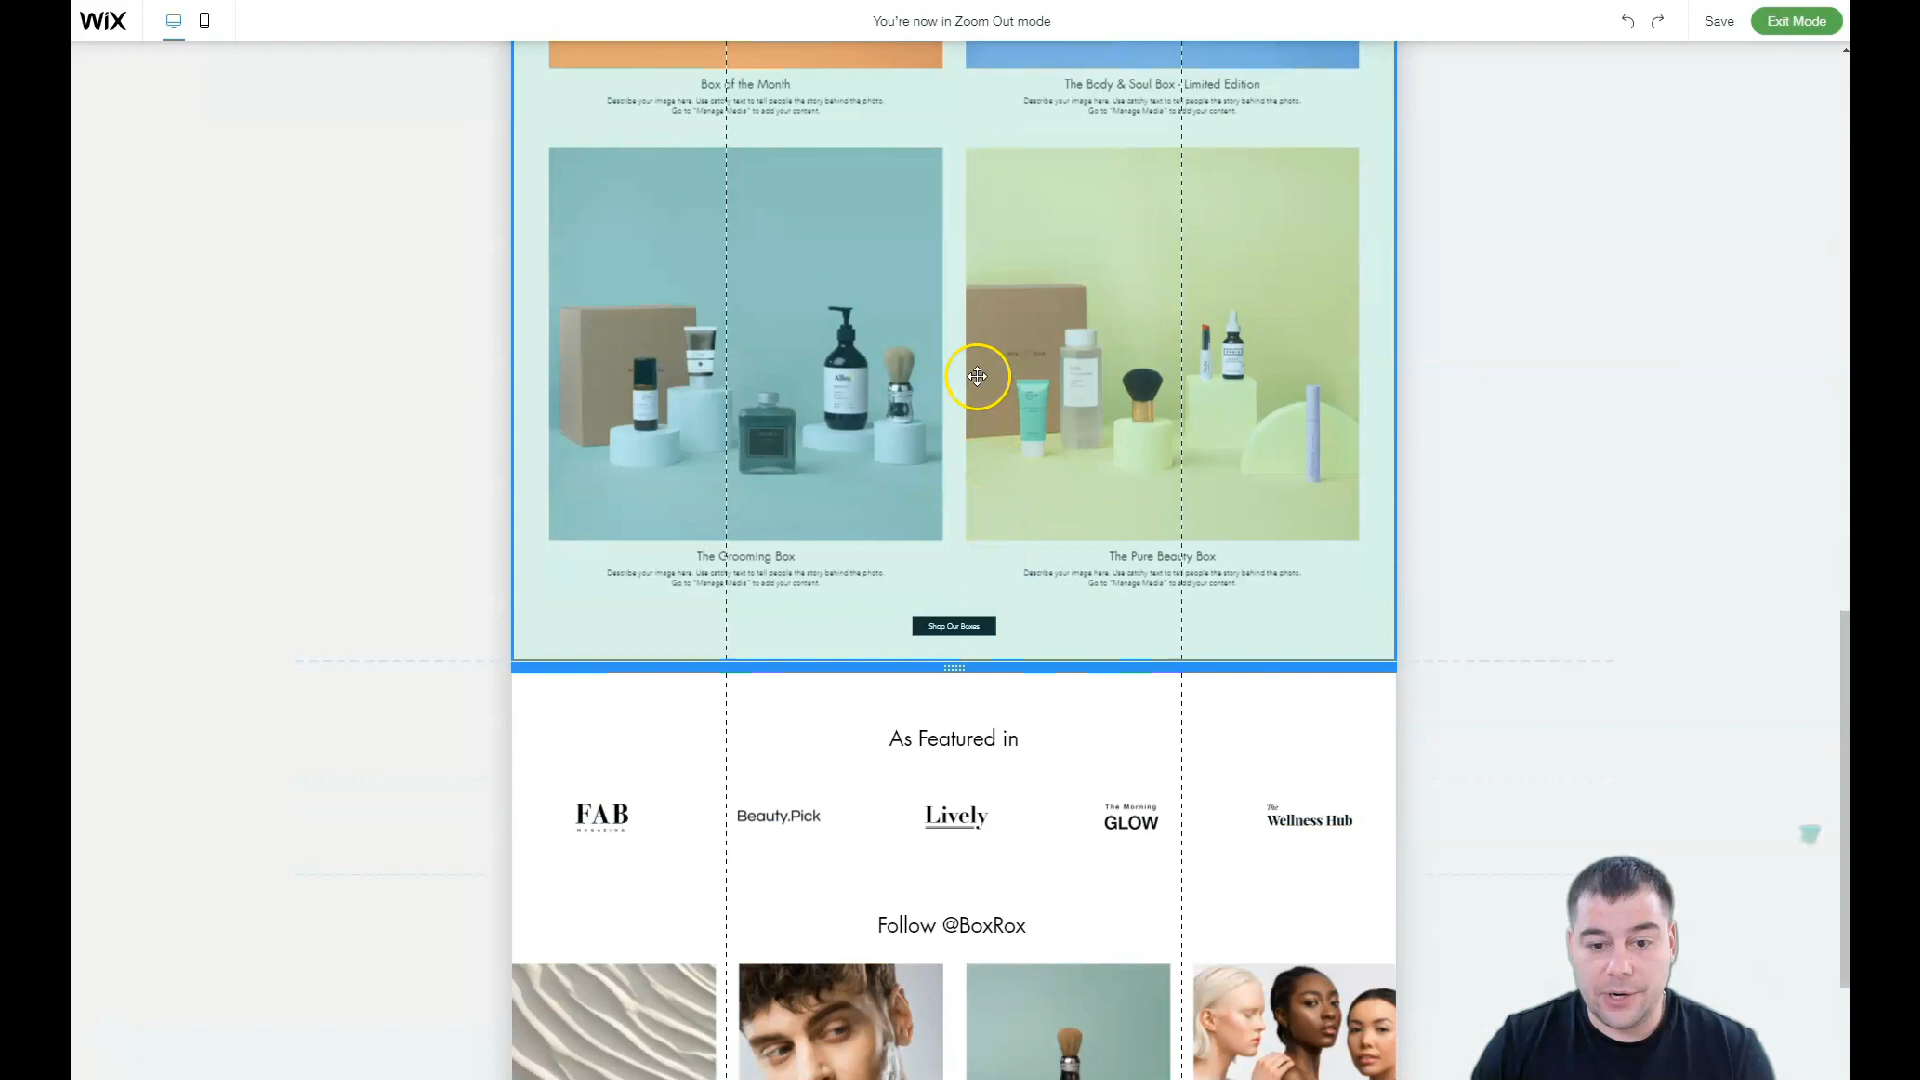 WIX
You're now in Zoom Out mode
Save
Exit Mode
Box of the Month
Describe your image here. Use catchy text to tell people the story behind the photo.
Go to "Manage Media" to add your content.
The Body & Soul Box - Limited Edition
Describe your image here. Use catchy text to tell people the story behind the photo.
Go to "Manage Media" to add your content.
The Grooming Box
Describe your image here. Use catchy text to tell people the story behind the photo.
Go to "Manage Media" to add your content.
The Pure Beauty Box
Describe your image here. Use catchy text to tell people the story behind the photo.
Go to "Manage Media" to add your content.
Shop Our Boxes
As Featured in
FAB
MAGAZINE
Beauty.Pick
Lively
The Morning
GLOW
The
Wellness Hub
Follow @BoxRox